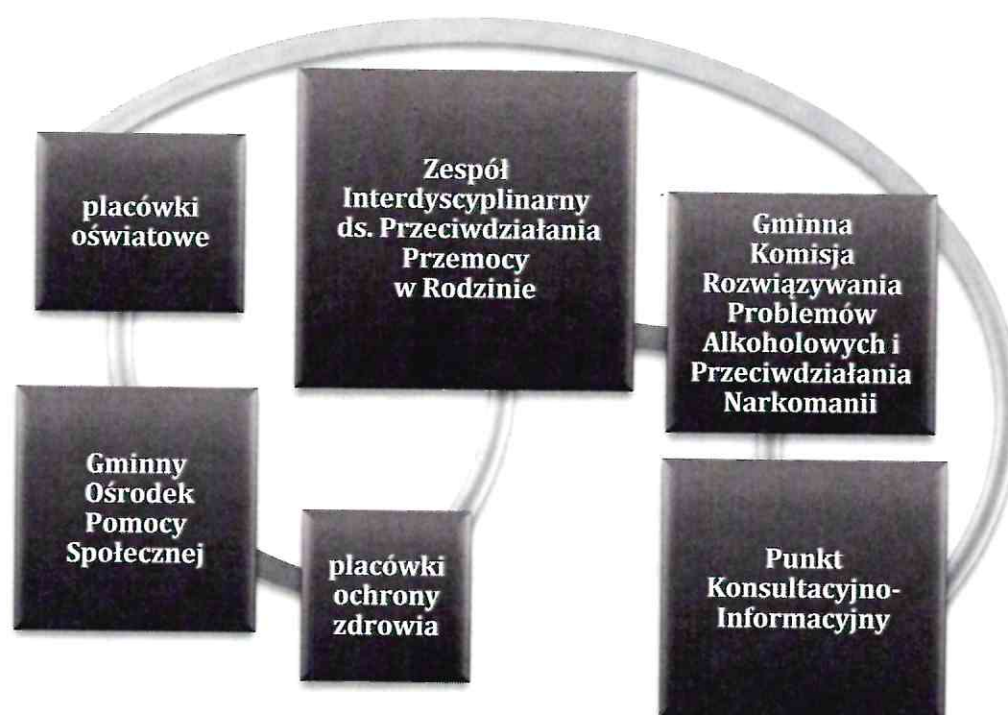 placówki
oświatowe
Zespół
Interdyscyplinarny
ds. Przeciwdziałania
Przemocy
w Rodzinie
Gminna
Komisja
Rozwiązywania
Problemów
Alkoholowych i
Przeciwdziałania
Narkomanii
Gminny
Ośrodek
Pomocy
Społecznej
placówki
ochrony
zdrowia
Punkt
Konsultacyjno-
Informacyjny